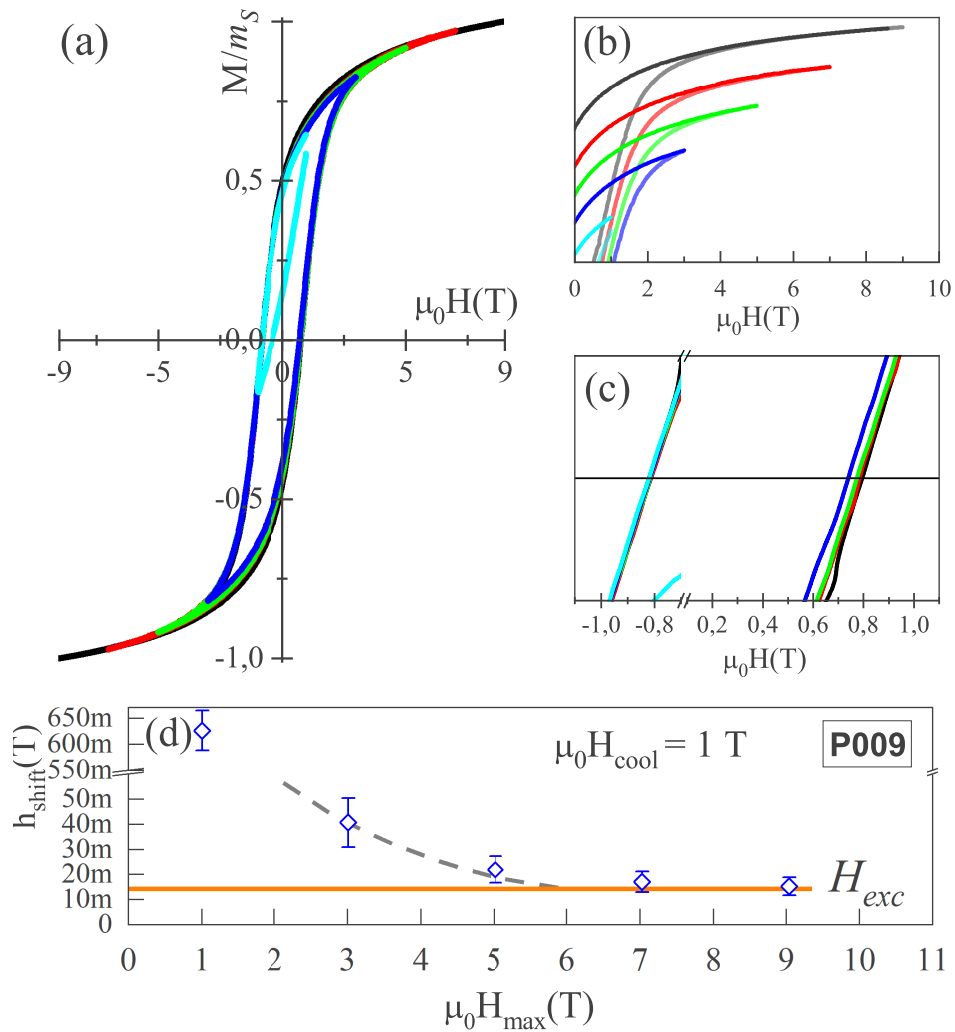 (a)
M/m_S
0,5
0,0
-0,5
-1,0
μ₀H(T)
-9
-5
0
5
9
(b)
0
2
4
6
8
10
μ₀H(T)
(c)
-1,0
-0,8
0,2
0,4
0,6
0,8
1,0
μ₀H(T)
(d)
h_shift(T)
650m
600m
550m
50m
40m
30m
20m
10m
0
μ₀H_cool = 1 T
P009
H_exc
0
1
2
3
4
5
6
7
8
9
10
11
μ₀H_max(T)